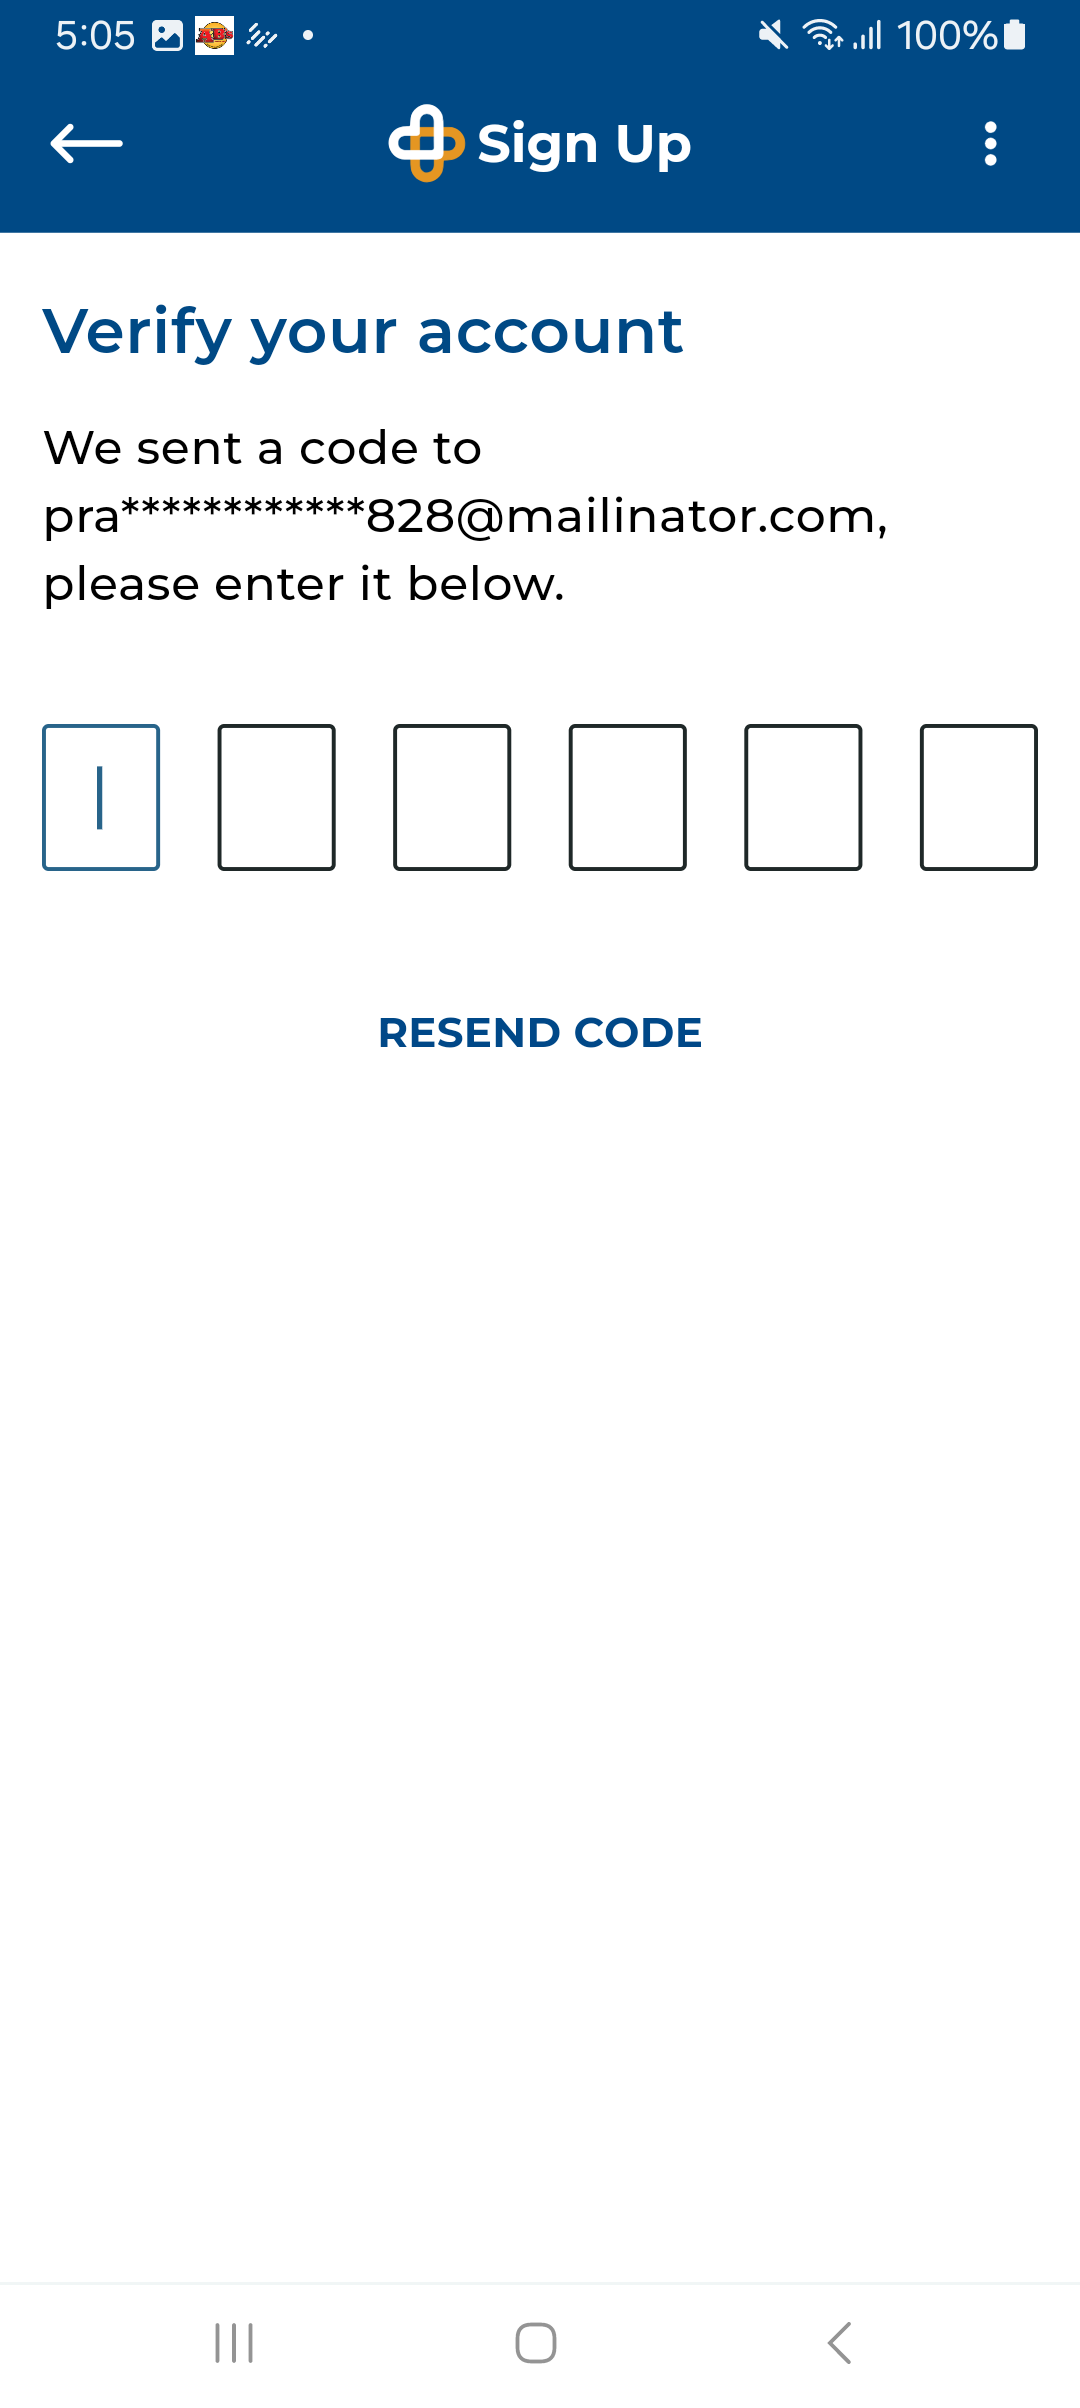 5:05 100%
Sign Up
Verify your account
We sent a code to
pra************828@mailinator.com,
please enter it below.
RESEND CODE